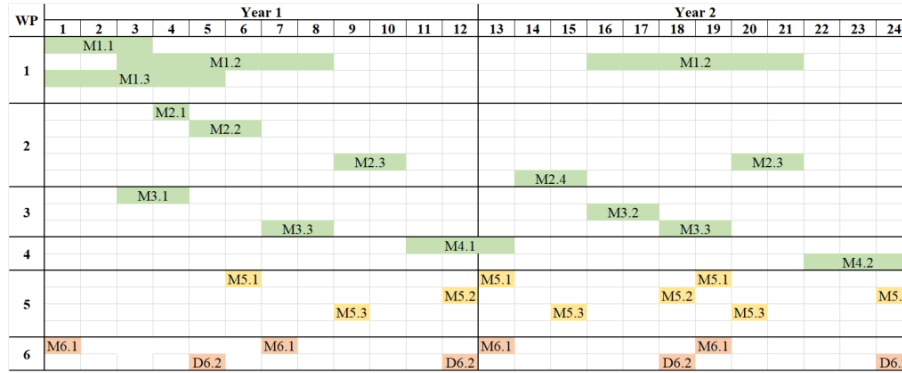 WP Year 1 Year 2
1 2 3 4 5 6 7 8 9 10 11 12 13 14 15 16 17 18 19 20 21 22 23 24
M1.1
1 M1.2 M1.2
M1.3
M2.1
M2.2
2
M2.3 M2.3
M2.4
M3.1
3 M3.2
M3.3 M3.3
M4.1
4
M4.2
M5.1 M5.1 M5.1
5 M5.2 M5.2 M5.
M5.3 M5.3 M5.3
M6.1 M6.1 M6.1 M6.1
6
D6.2 D6.2 D6.2 D6.